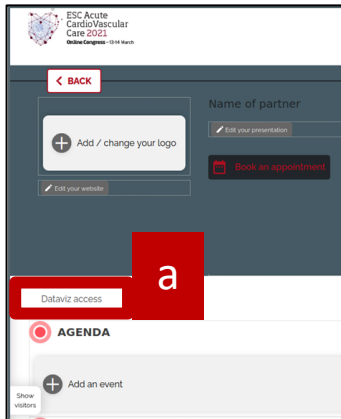 ESC Acute
CardioVascular
Care 2021
Online Congress - 13-14 March
BACK
Name of partner
Add / change your logo
Edit your presentation
Book an appointment
Edit your website
a
Dataviz access
AGENDA
Add an event
Show
visitors